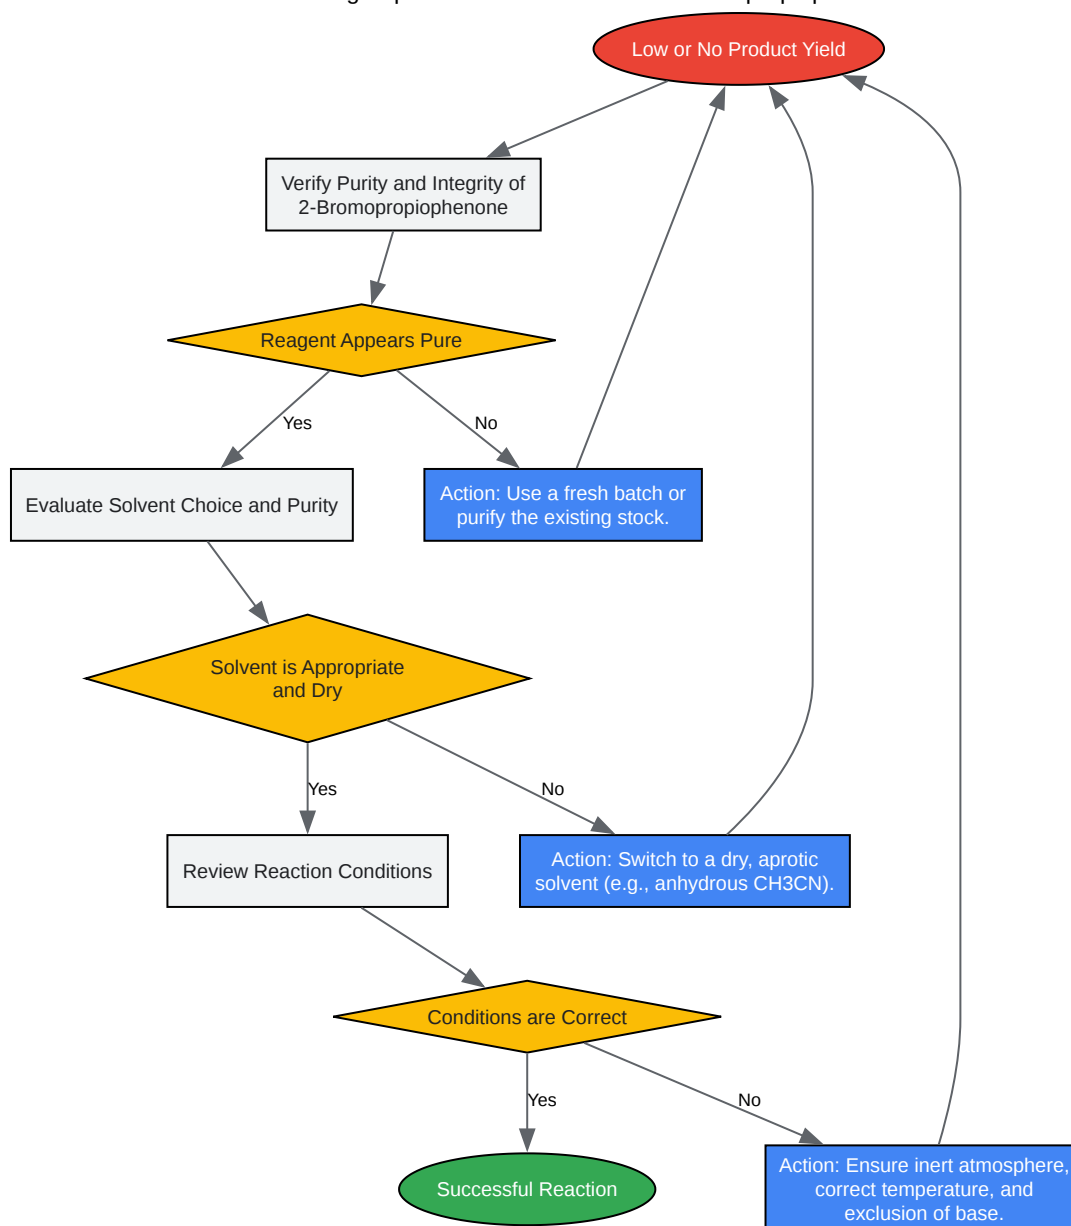 Low or No Product Yield
Verify Purity and Integrity of
2-Bromopropiophenone
Reagent Appears Pure
Yes
No
Evaluate Solvent Choice and Purity
Action: Use a fresh batch or
purify the existing stock.
Solvent is Appropriate
and Dry
Yes
No
Review Reaction Conditions
Action: Switch to a dry, aprotic
solvent (e.g., anhydrous CH3CN).
Conditions are Correct
Yes
No
Successful Reaction
Action: Ensure inert atmosphere,
correct temperature, and
exclusion of base.